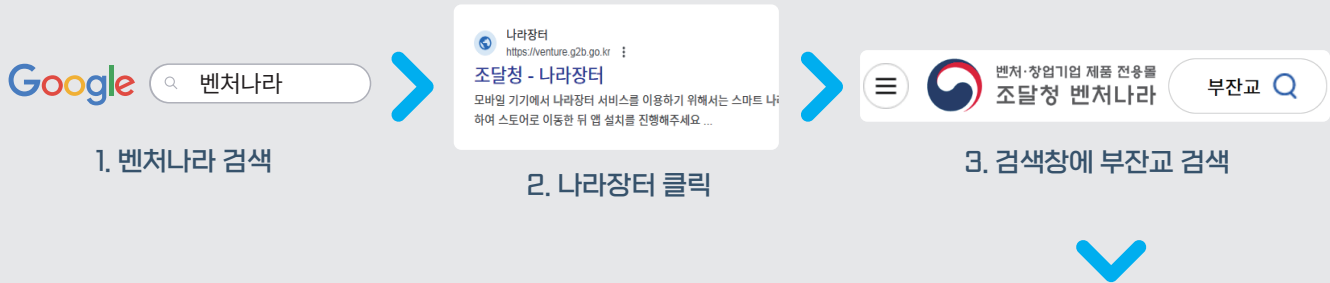 Google
벤처나라
1. 벤처나라 검색
나라장터
https://venture.g2b.go.kr
조달청 - 나라장터
모바일 기기에서 나라장터 서비스를 이용하기 위해서는 스마트 나
하여 스토어로 이동한 뒤 앱 설치를 진행해주세요 ...
2. 나라장터 클릭
벤처·창업기업 제품 전용몰
조달청 벤처나라
부잔교
3. 검색창에 부잔교 검색